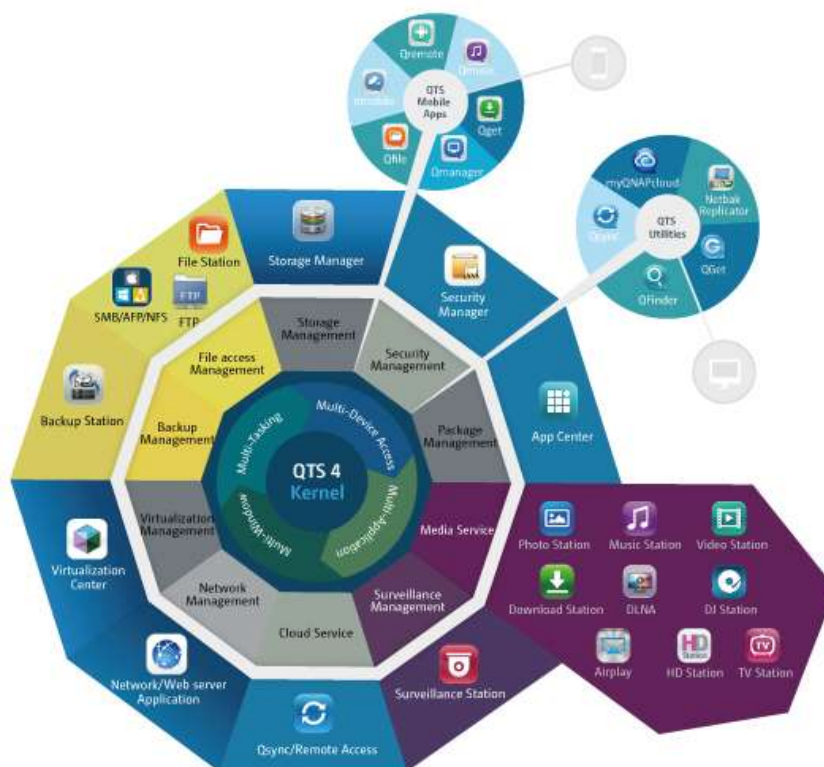 Qremote
QTS
Mobile
Apps
Qget
Qfile
Qmanager
myQNAPcloud
Netbak
Replicator
QTS
Utilities
Qsync
QGet
QFinder
File Station
Storage Manager
SMB/AFP/NFS
FTP
FTP
Security
Manager
Storage
Management
File access
Management
Security
Management
Backup Station
Backup
Management
Package
Management
App Center
Multi-Tasking
Multi-Device Access
Multi-Window
Multi-Application
QTS 4
Kernel
Virtualization
Management
Media Service
Virtualization
Center
Network
Management
Surveillance
Management
Cloud Service
Photo Station
Music Station
Video Station
Download Station
DLNA
DJ Station
Airplay
HD
Station
HD Station
TV
TV Station
Network/Web server
Application
Surveillance Station
Qsync/Remote Access